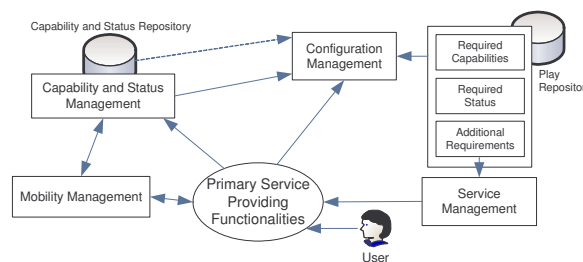 Capability and Status Repository
Configuration
Management
Required
Capabilities
Required
Status
Additional
Requirements
Play
Repositor
Capability and Status
Management
Mobility Management
Primary Service
Providing
Functionalities
Service
Management
User